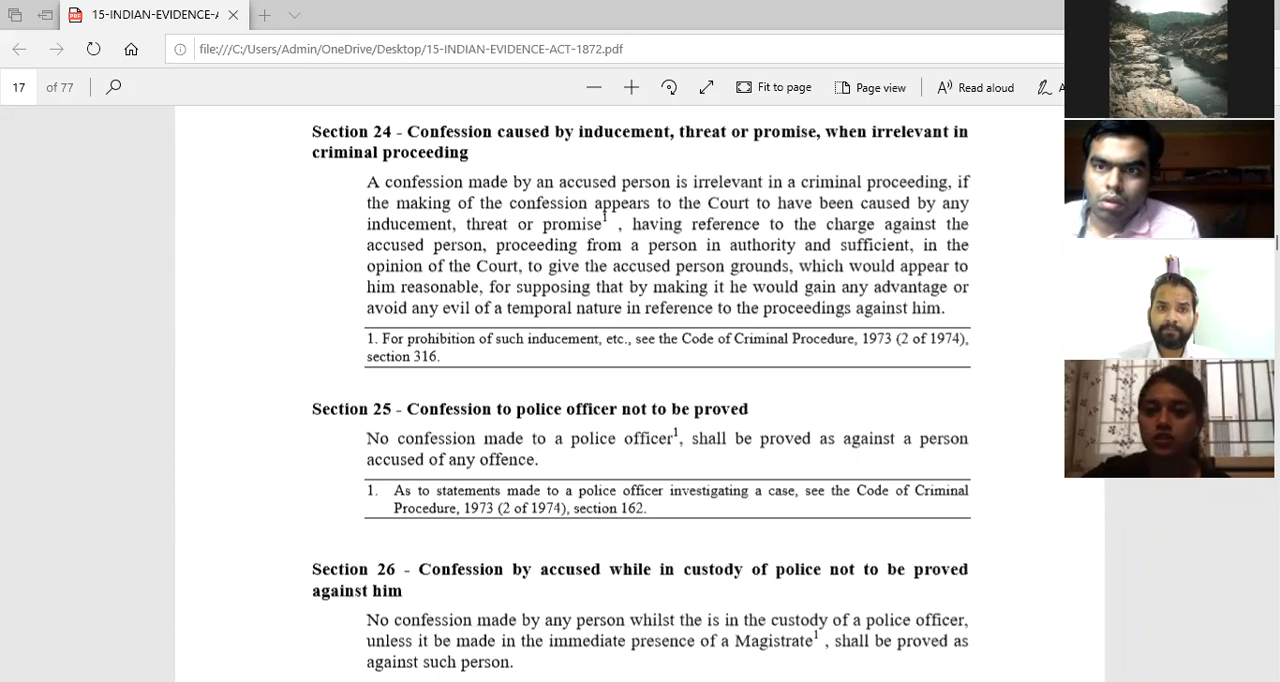 15-INDIAN-EVIDENCE-A
file:///C:/Users/Admin/OneDrive/Desktop/15-INDIAN-EVIDENCE-ACT-1872.pdf
17 of 77
Fit to page
Page view
Read aloud
Section 24 - Confession caused by inducement, threat or promise, when irrelevant in
criminal proceeding
A confession made by an accused person is irrelevant in a criminal proceeding, if
the making of the confession appears to the Court to have been caused by any
inducement, threat or promise1 , having reference to the charge against the
accused person, proceeding from a person in authority and sufficient, in the
opinion of the Court, to give the accused person grounds, which would appear to
him reasonable, for supposing that by making it he would gain any advantage or
avoid any evil of a temporal nature in reference to the proceedings against him.
1. For prohibition of such inducement, etc., see the Code of Criminal Procedure, 1973 (2 of 1974),
section 316.
Section 25 - Confession to police officer not to be proved
No confession made to a police officer1, shall be proved as against a person
accused of any offence.
1. As to statements made to a police officer investigating a case, see the Code of Criminal
Procedure, 1973 (2 of 1974), section 162.
Section 26 - Confession by accused while in custody of police not to be proved
against him
No confession made by any person whilst the is in the custody of a police officer,
unless it be made in the immediate presence of a Magistrate1 , shall be proved as
against such person.